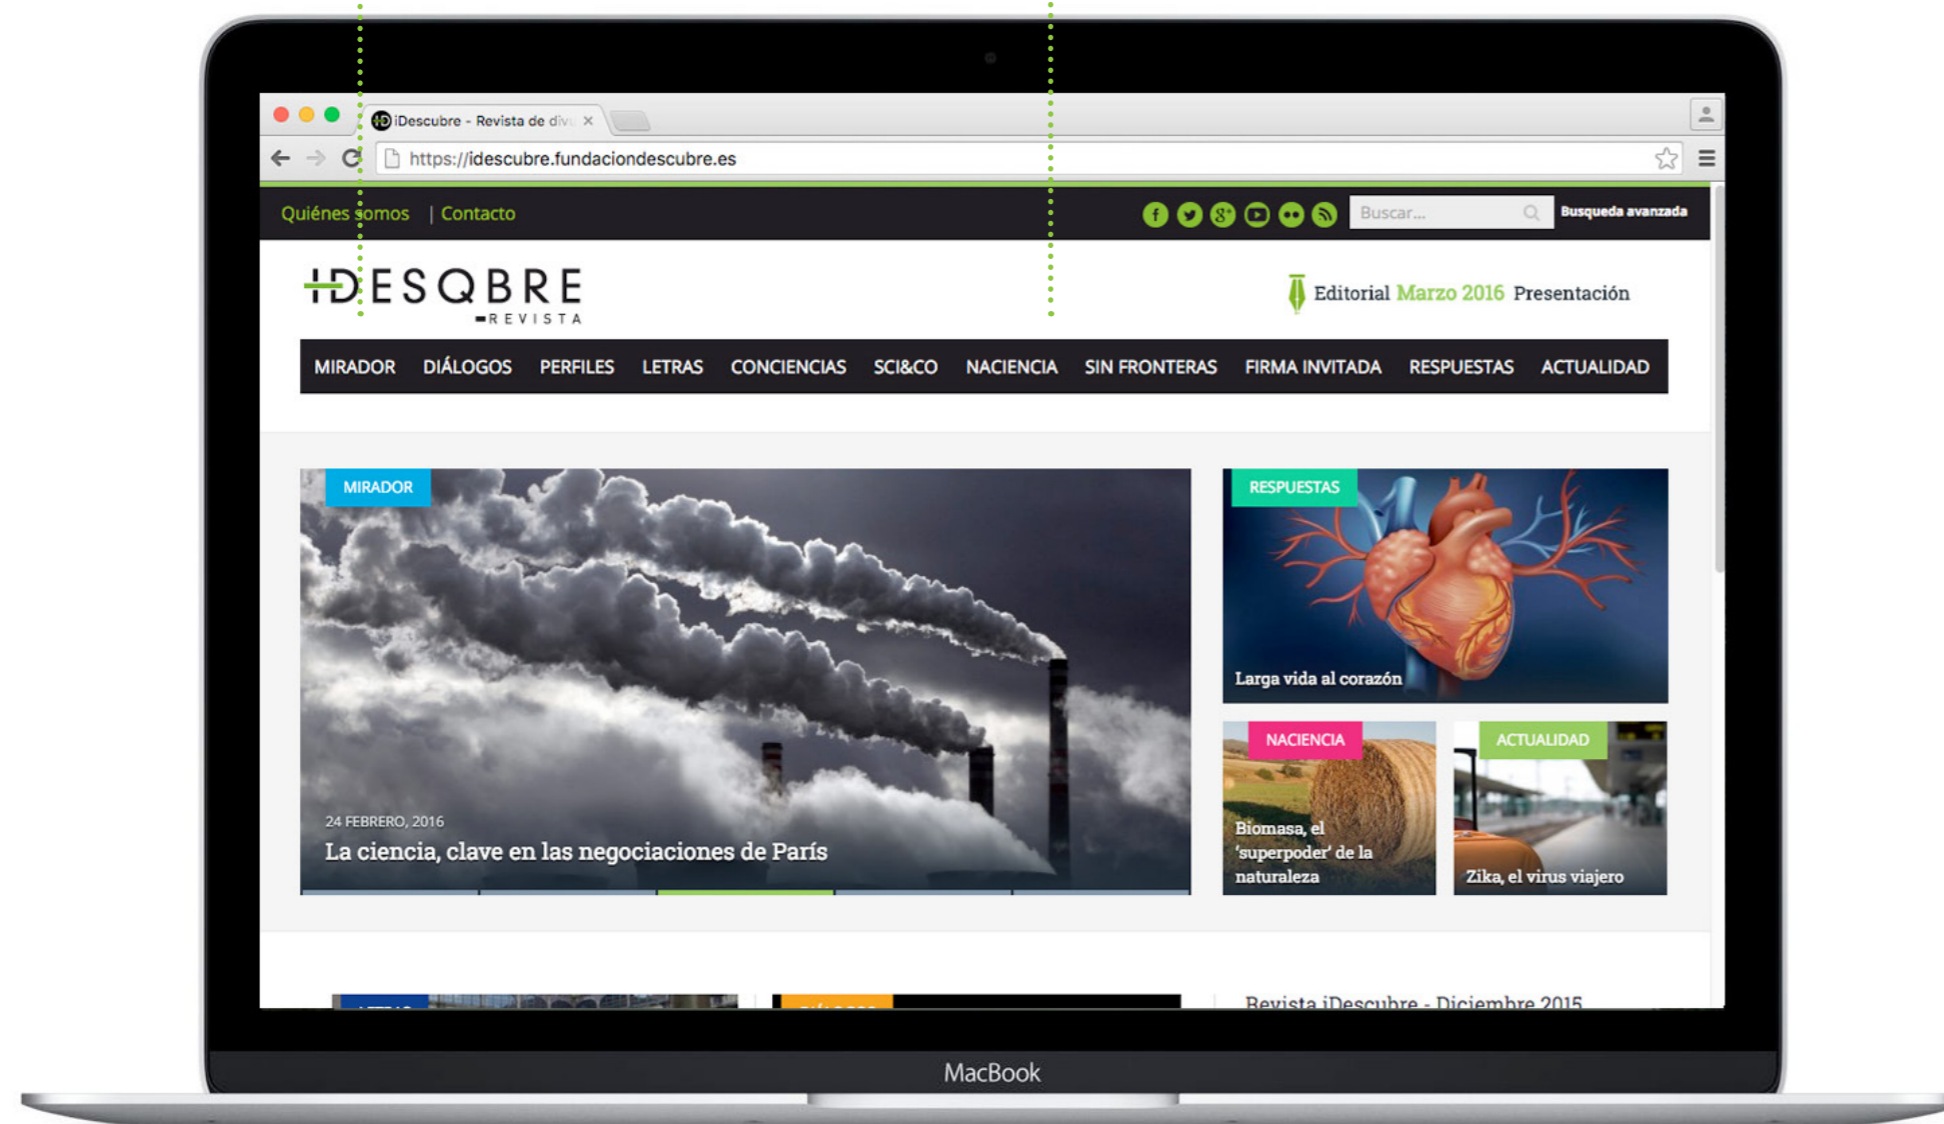 iDescubre - Revista de div
https://idescubre.fundaciondescubre.es
Quiénes somos | Contacto
Buscar...
Busqueda avanzada
IDESQBRE
REVISTA
Editorial Marzo 2016 Presentación
MIRADOR DIÁLOGOS PERFILES LETRAS CONCIENCIAS SCI&CO NACIENCIA SIN FRONTERAS FIRMA INVITADA RESPUESTAS ACTUALIDAD
MIRADOR
24 FEBRERO, 2016
La ciencia, clave en las negociaciones de París
RESPUESTAS
Larga vida al corazón
NACIENCIA
Biomasa, el
‘superpoder’ de la
naturaleza
ACTUALIDAD
Zika, el virus viajero
Revista iDescubre - Diciembre 2015
MacBook